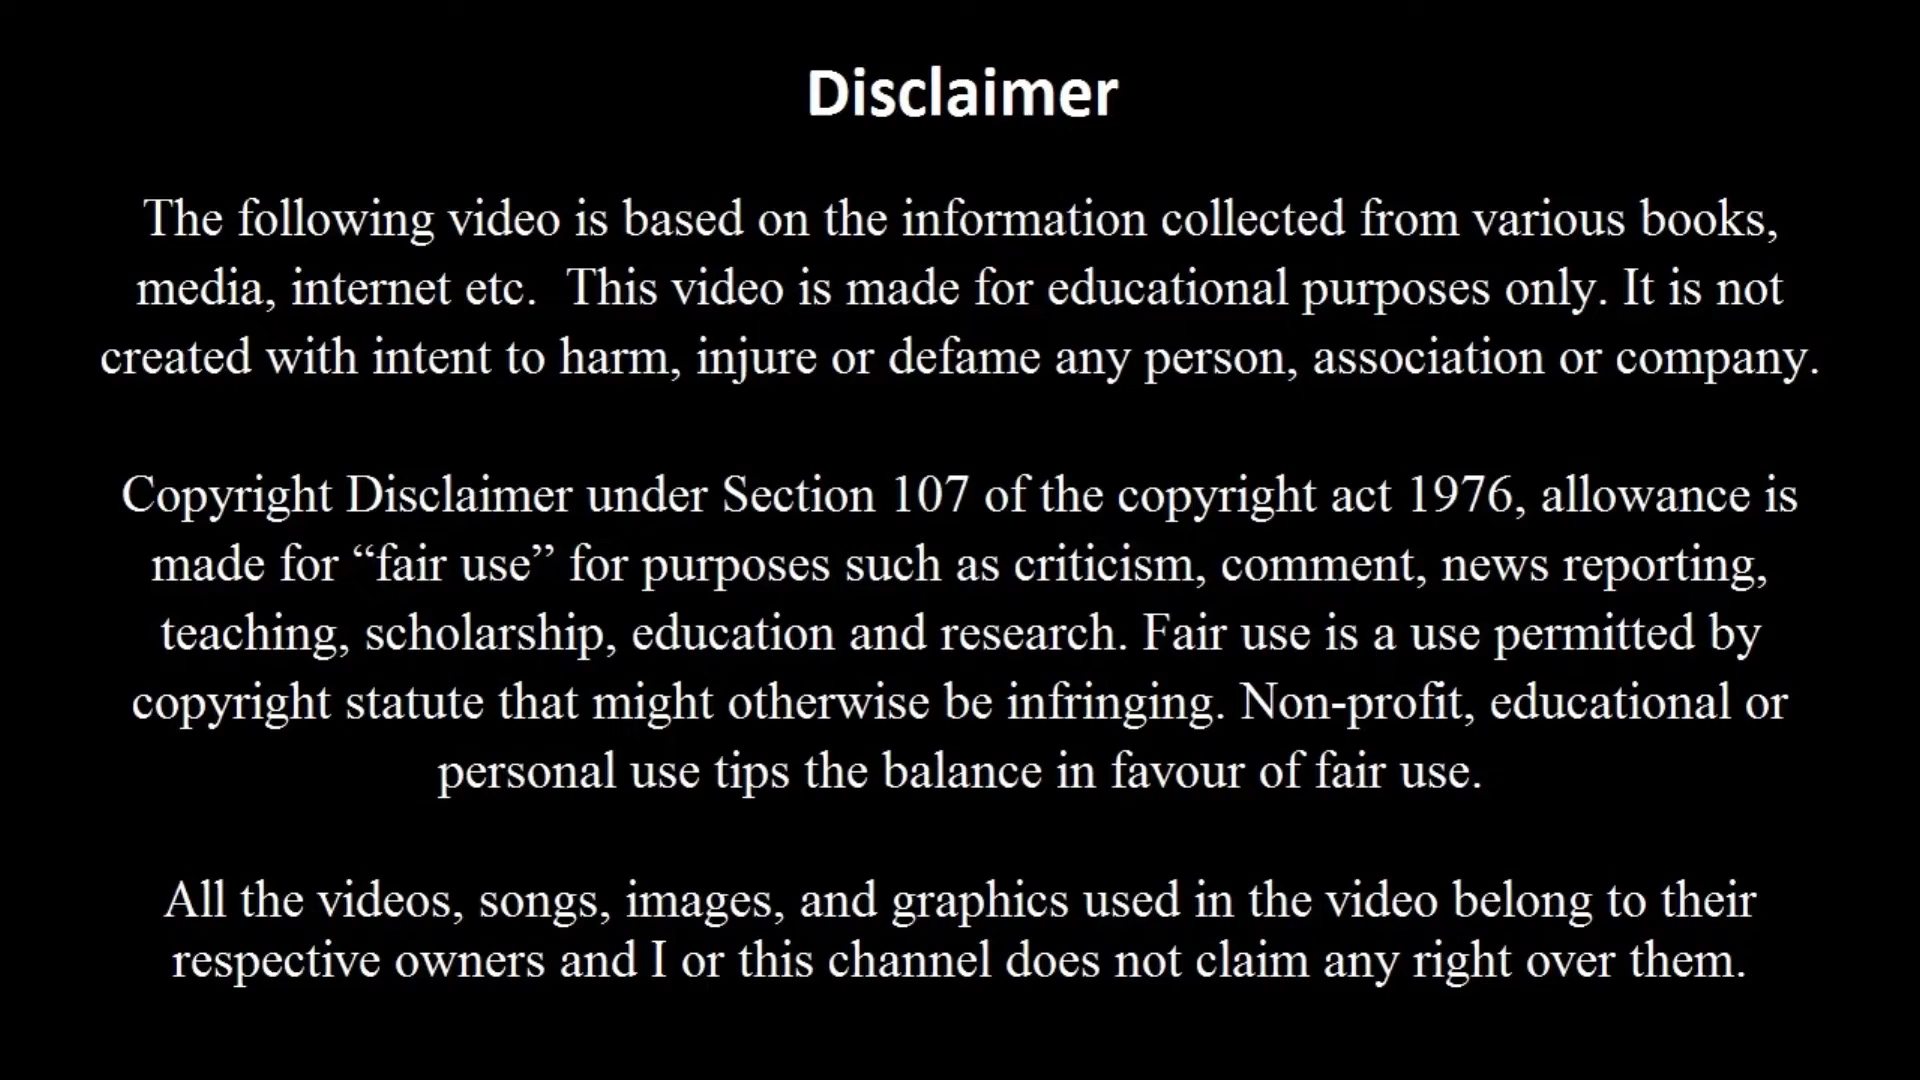 Disclaimer
The following video is based on the information collected from various books,
media, internet etc.  This video is made for educational purposes only. It is not
created with intent to harm, injure or defame any person, association or company.
Copyright Disclaimer under Section 107 of the copyright act 1976, allowance is
made for “fair use” for purposes such as criticism, comment, news reporting,
teaching, scholarship, education and research. Fair use is a use permitted by
copyright statute that might otherwise be infringing. Non-profit, educational or
personal use tips the balance in favour of fair use.
All the videos, songs, images, and graphics used in the video belong to their
respective owners and I or this channel does not claim any right over them.